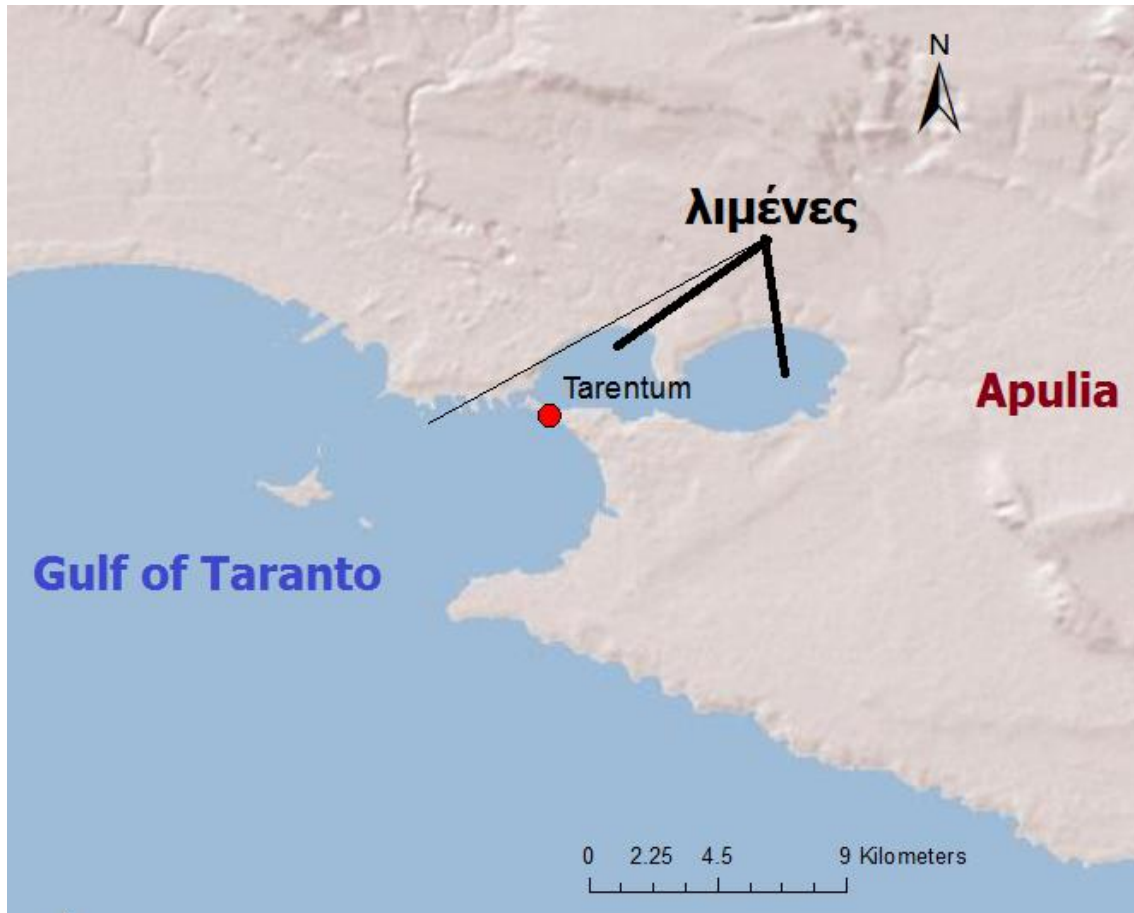 N
λιμένες
Tarentum
Apulia
Gulf of Taranto
0 2.25 4.5 9 Kilometers